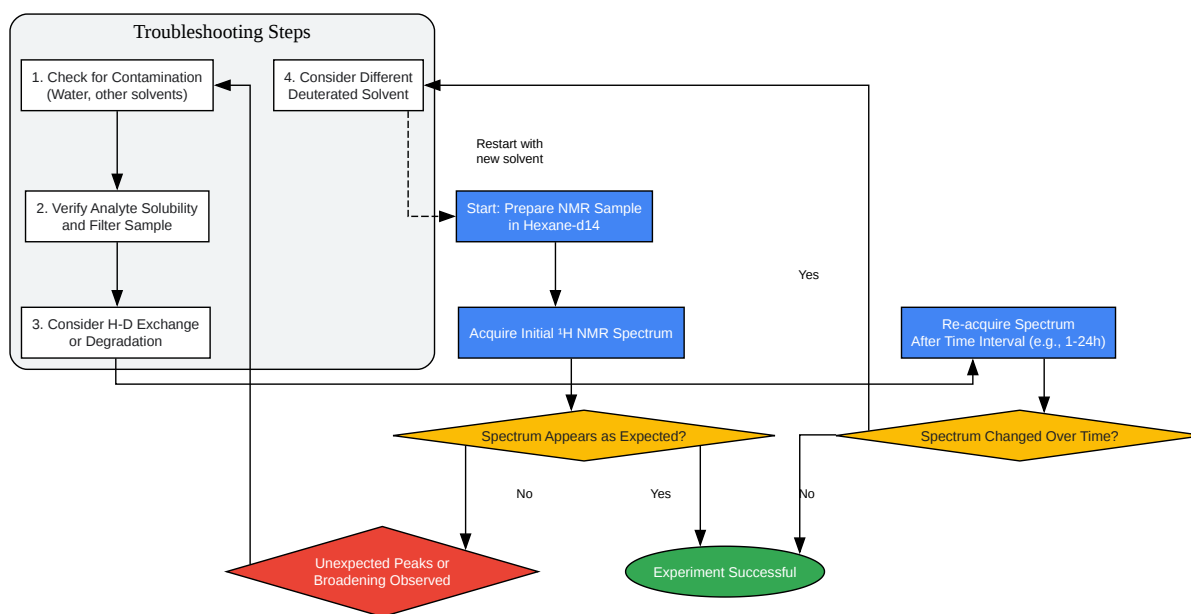 Troubleshooting Steps
1. Check for Contamination
(Water, other solvents)
4. Consider Different
Deuterated Solvent
Restart with
new solvent
2. Verify Analyte Solubility
and Filter Sample
Start: Prepare NMR Sample
in Hexane-d14
Yes
3. Consider H-D Exchange
or Degradation
Acquire Initial ¹H NMR Spectrum
Re-acquire Spectrum
After Time Interval (e.g., 1-24h)
Spectrum Appears as Expected?
Spectrum Changed Over Time?
No
Yes
No
Unexpected Peaks or
Broadening Observed
Experiment Successful